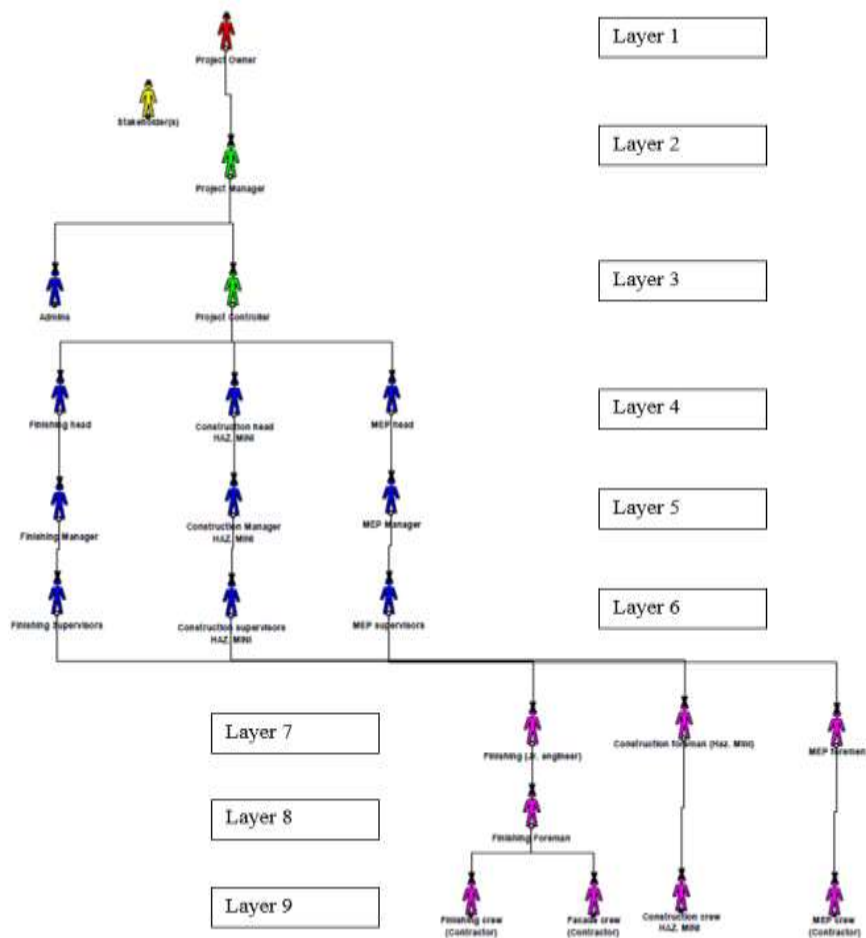 Project Owner
Layer 1
Stakeholder(s)
Layer 2
Project Manager
Layer 3
Admins
Project Controller
Layer 4
Finishing head
Construction head
HAZ. MINI
MEP head
Layer 5
Finishing Manager
Construction Manager
HAZ. MINI
MEP Manager
Layer 6
Finishing Supervisors
Construction supervisors
HAZ. MINI
MEP supervisors
Layer 7
Finishing (Jr. engineer)
Construction foreman (Haz. Mini)
MEP foremen
Layer 8
Finishing Foreman
Layer 9
Finishing crew
(Contractor)
Facade crew
(Contractor)
Construction crew
HAZ. MINI
MEP crew
(Contractor)